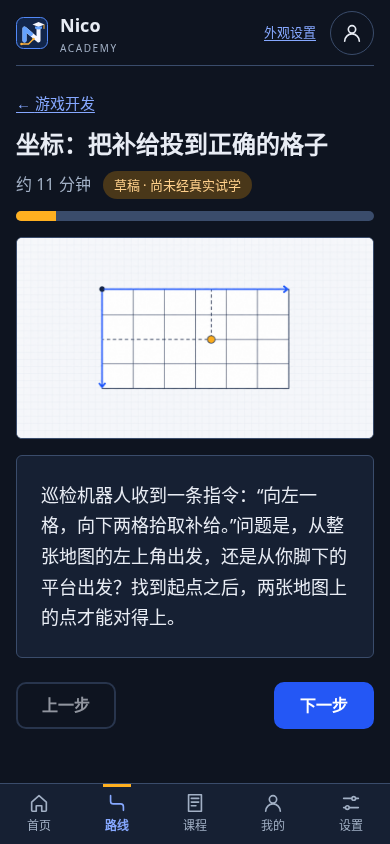 Nico
ACADEMY
外观设置
← 游戏开发
坐标：把补给投到正确的格子
约 11 分钟
草稿 · 尚未经真实试学
巡检机器人收到一条指令：“向左一
格，向下两格拾取补给。”问题是，从整
张地图的左上角出发，还是从你脚下的
平台出发？找到起点之后，两张地图上
的点才能对得上。
上一步
下一步
首页
路线
课程
我的
设置